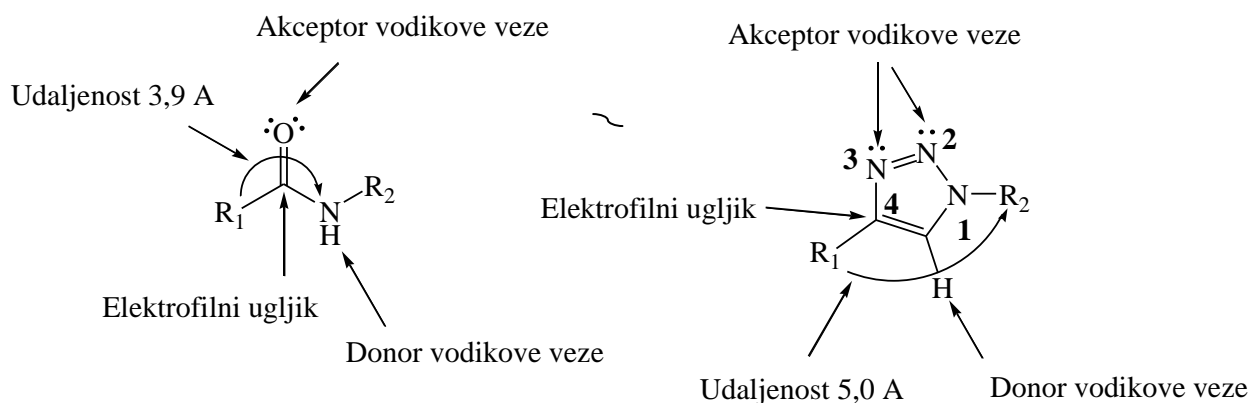 Akceptor vodikove veze
Akceptor vodikove veze
Udaljenost 3,9 A
O
R1
N
H
R2
Elektrofilni ugljik
Donor vodikove veze
3
N
N
2
N
R2
1
4
Elektrofilni ugljik
R1
H
Udaljenost 5,0 A
Donor vodikove veze